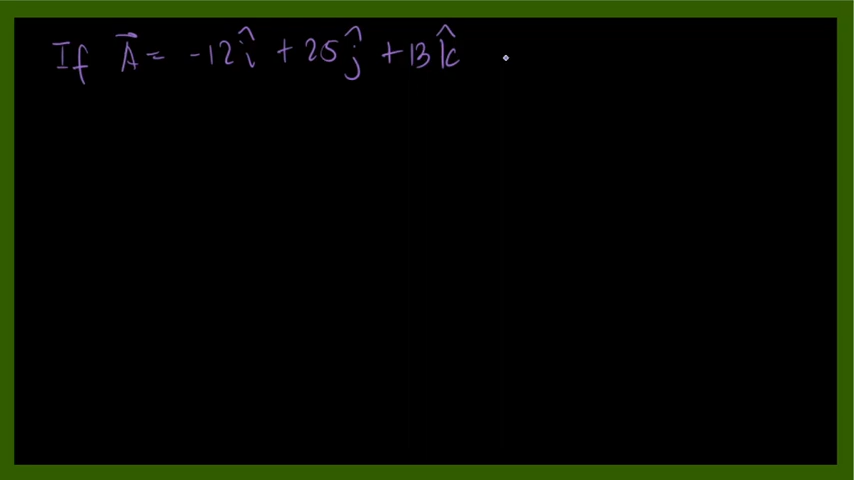 If A⃗ = -12î + 25ĵ + 13k̂